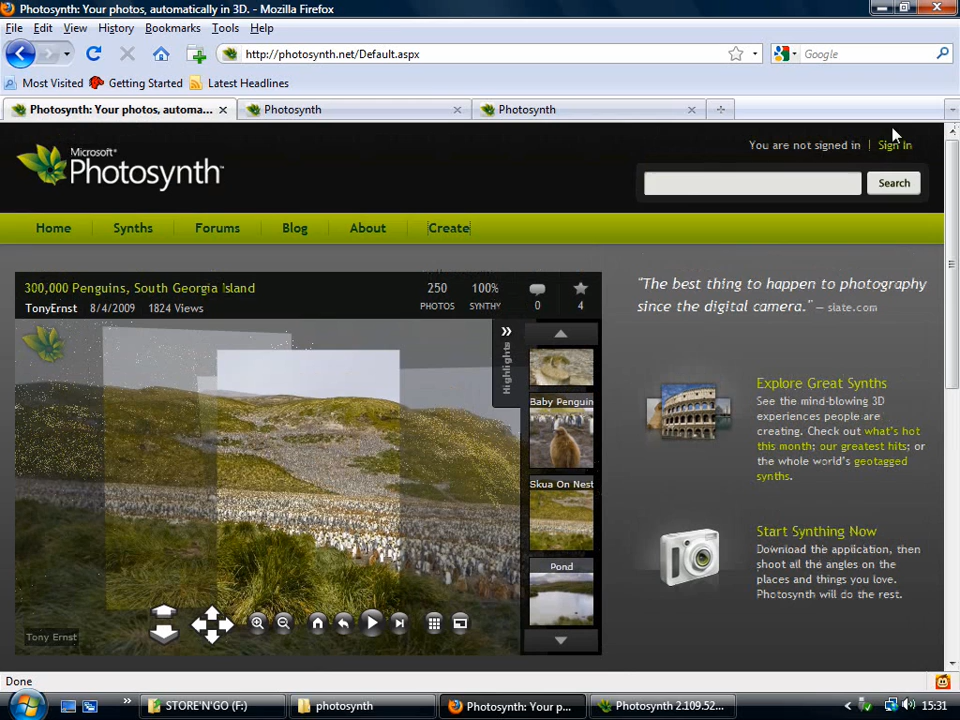 Photosynth: Your photos, automatically in 3D. - Mozilla Firefox
File Edit View History Bookmarks Tools Help
http://photosynth.net/Default.aspx
Google
Most Visited Getting Started Latest Headlines
Photosynth: Your photos, automa...
Photosynth
Photosynth
You are not signed in | Sign In
Microsoft®
Photosynth™
Search
Home Synths Forums Blog About Create
300,000 Penguins, South Georgia Island
TonyErnst 8/4/2009 1824 Views
250 PHOTOS
100% SYNTHY
0
4
Highlights
Baby Penguin
Skua On Nest
Pond
Tony Ernst
"The best thing to happen to photography
since the digital camera." — slate.com
Explore Great Synths
See the mind-blowing 3D
experiences people are
creating. Check out what's hot
this month; our greatest hits; or
the whole world's geotagged
synths.
Start Synthing Now
Download the application, then
shoot all the angles on the
places and things you love.
Photosynth will do the rest.
Done
STORE'N'GO (F:)
photosynth
Photosynth: Your p...
Photosynth 2.109.52...
15:31